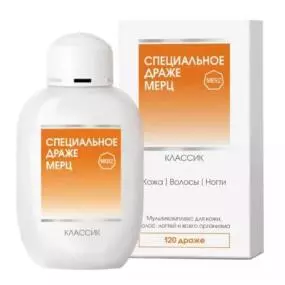 СПЕЦИАЛЬНОЕ
ДРАЖЕ
МЕРЦ
MERZ
КЛАССИК
СПЕЦИАЛЬНОЕ
ДРАЖЕ
МЕРЦ
MERZ
КЛАССИК
Кожа | Волосы | Ногти
Мультикомплекс для кожи,
волос, ногтей и всего организма
120 драже